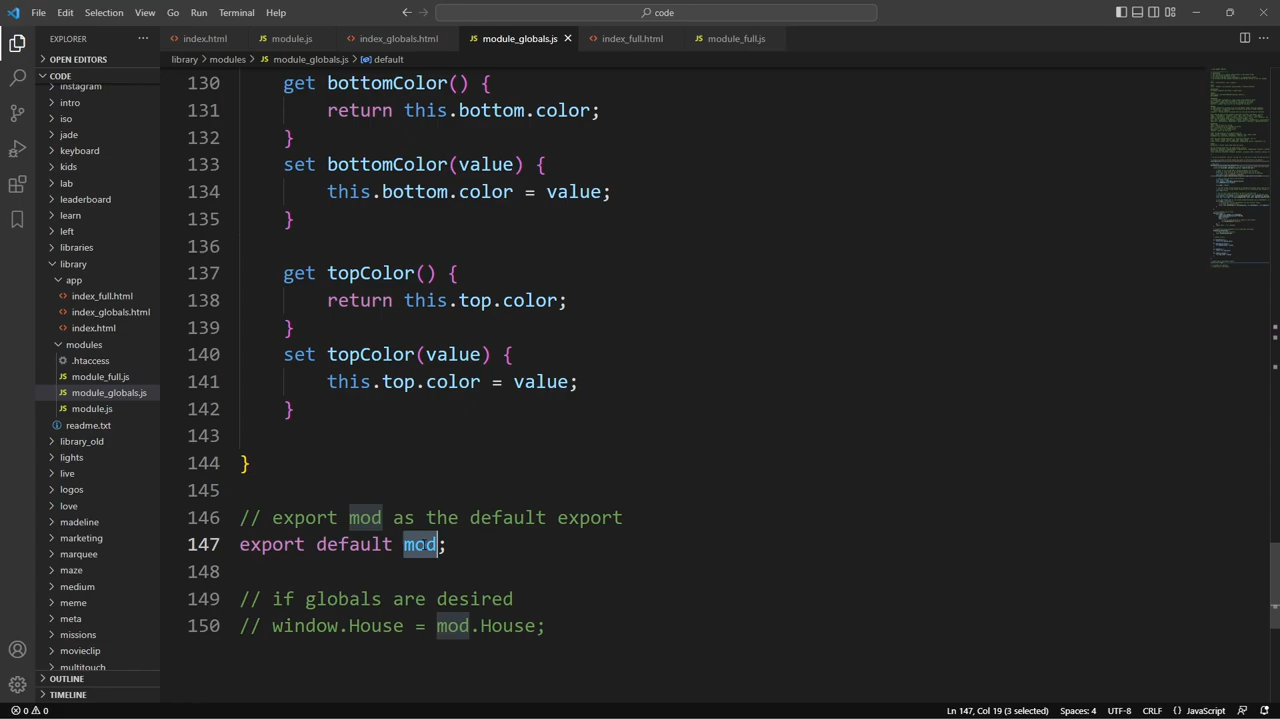 File Edit Selection View Go Run Terminal Help
code
EXPLORER
index.html
module.js
index_globals.html
module_globals.js
index_full.html
module_full.js
OPEN EDITORS
library > modules > module_globals.js > default
CODE
instagram
intro
iso
jade
keyboard
kids
lab
leaderboard
learn
left
libraries
library
app
index_full.html
index_globals.html
index.html
modules
.htaccess
module_full.js
module_globals.js
module.js
readme.txt
library_old
lights
live
logos
love
madeline
marketing
marquee
maze
medium
meme
meta
missions
movieclip
multitouch
OUTLINE
TIMELINE
130 get bottomColor() {
131 return this.bottom.color;
132 }
133 set bottomColor(value) {
134 this.bottom.color = value;
135 }
136
137 get topColor() {
138 return this.top.color;
139 }
140 set topColor(value) {
141 this.top.color = value;
142 }
143
144 }
145
146 // export mod as the default export
147 export default mod;
148
149 // if globals are desired
150 // window.House = mod.House;
0 0 Ln 147, Col 19 (3 selected) Spaces: 4 UTF-8 CRLF {} JavaScript